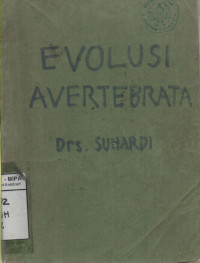 EVOLUSI
AVERTEBRATA
Drs. SUHARDI